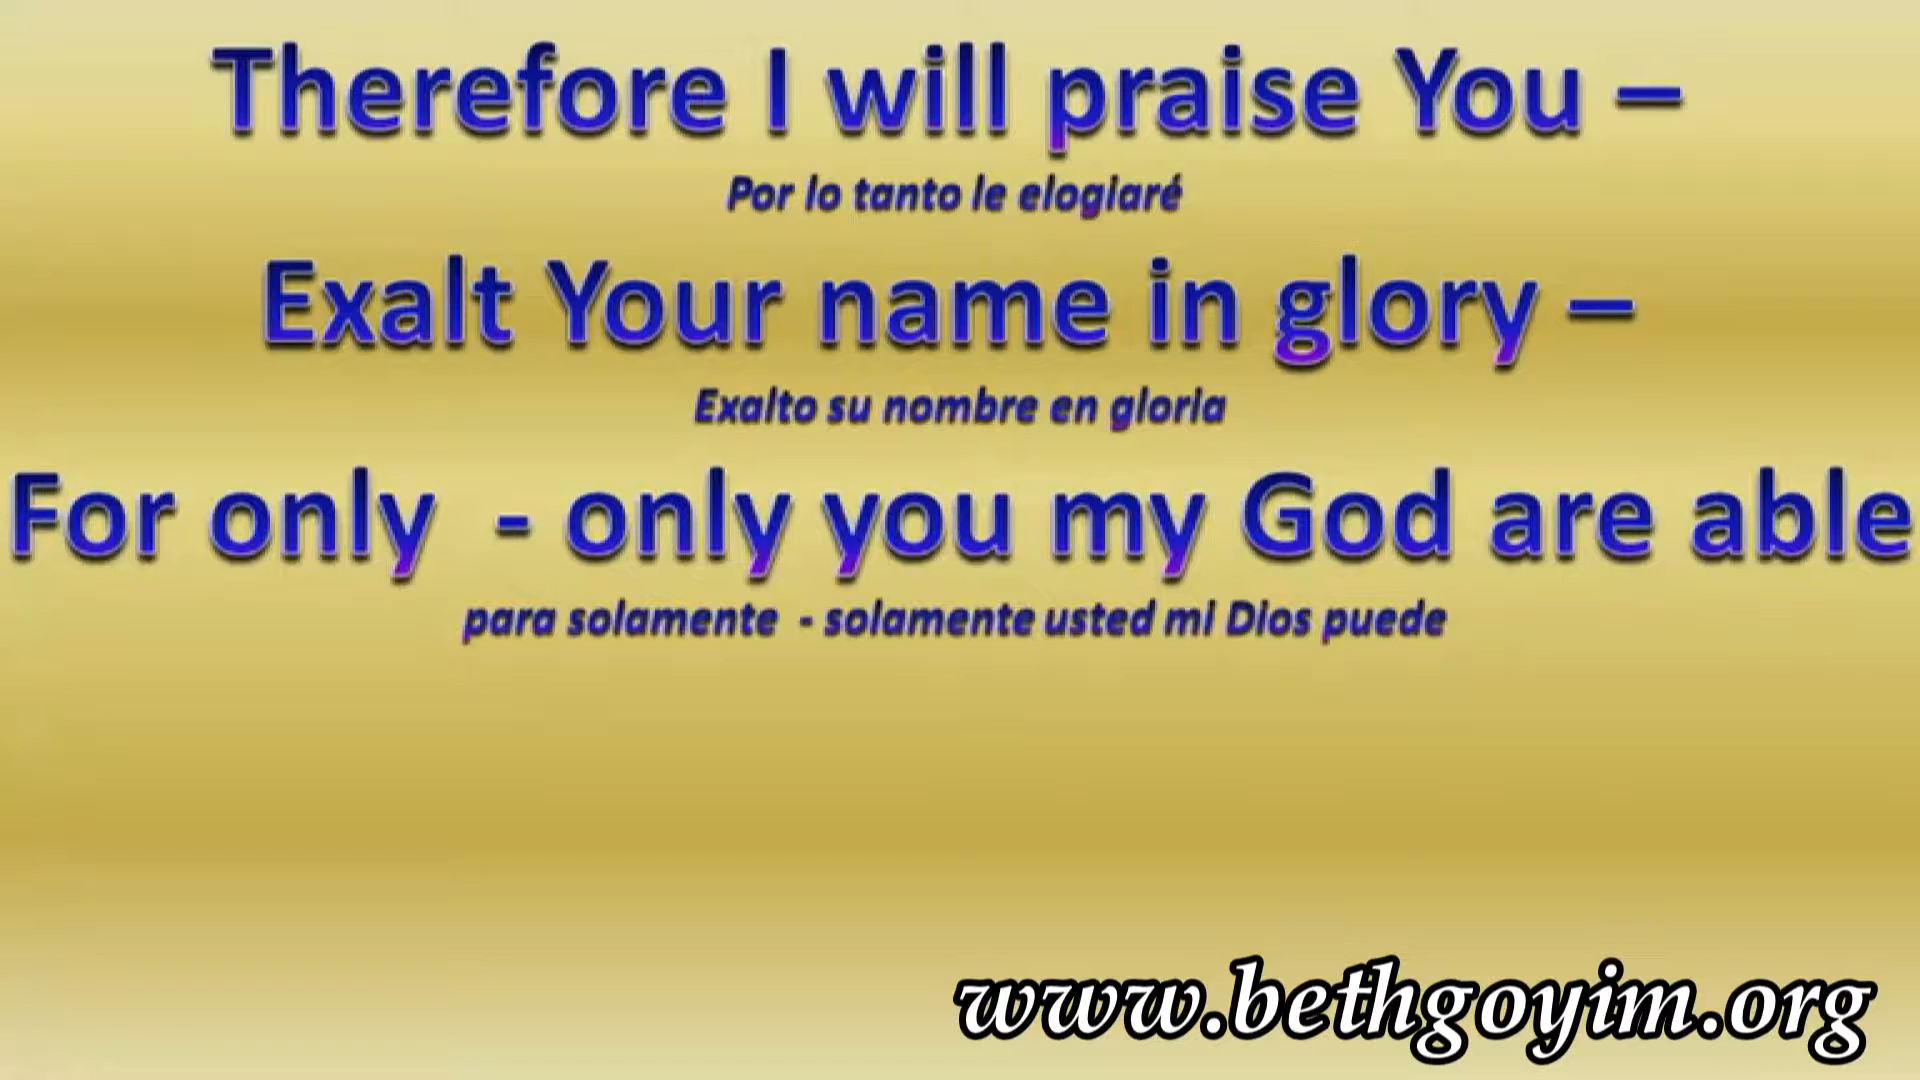 Therefore I will praise You –
Por lo tanto le elogiaré
Exalt Your name in glory –
Exalto su nombre en gloria
For only  - only you my God are able
para solamente  - solamente usted mi Dios puede
www.bethgoyim.org